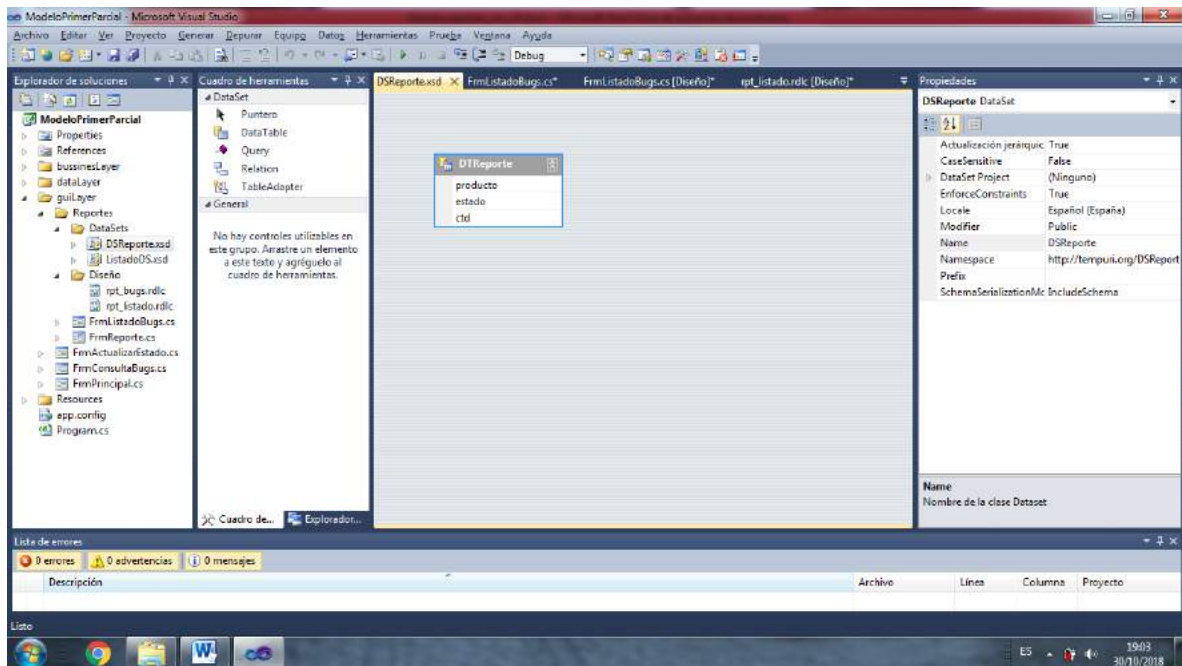 ModeloPrimerParcial - Microsoft Visual Studio
Archivo Editar Ver Proyecto Generar Depurar Equipo Datos Herramientas Prueba Ventana Ayuda
Debug
Explorador de soluciones
ModeloPrimerParcial
Properties
References
bussinesLayer
dataLayer
guiLayer
Reportes
DataSets
DSReporte.xsd
ListadoDS.xsd
Diseño
rpt_bugs.rdlc
rpt_listado.rdlc
FrmListadoBugs.cs
FrmReporte.cs
FrmActualizarEstado.cs
FrmConsultaBugs.cs
FrmPrincipal.cs
Resources
app.config
Program.cs
Cuadro de herramientas
DataSet
Puntero
DataTable
Query
Relation
TableAdapter
General
No hay controles utilizables en
este grupo. Arrastre un elemento
a este texto y agréguelo al
cuadro de herramientas.
Cuadro de... Explorador...
DSReporte.xsd FrmListadoBugs.cs* FrmListadoBugs.cs [Diseño]* rpt_listado.rdlc [Diseño]*
DTReporte
producto
estado
ctd
Propiedades
DSReporte DataSet
Actualización jerárquic True
CaseSensitive False
DataSet Project (Ninguno)
EnforceConstraints True
Locale Español (España)
Modifier Public
Name DSReporte
Namespace http://tempuri.org/DSReport
Prefix
SchemaSerializationMc IncludeSchema
Name
Nombre de la clase Dataset
Lista de errores
0 errores 0 advertencias 0 mensajes
Descripción Archivo Línea Columna Proyecto
Listo
W
ES 19:03
30/10/2018